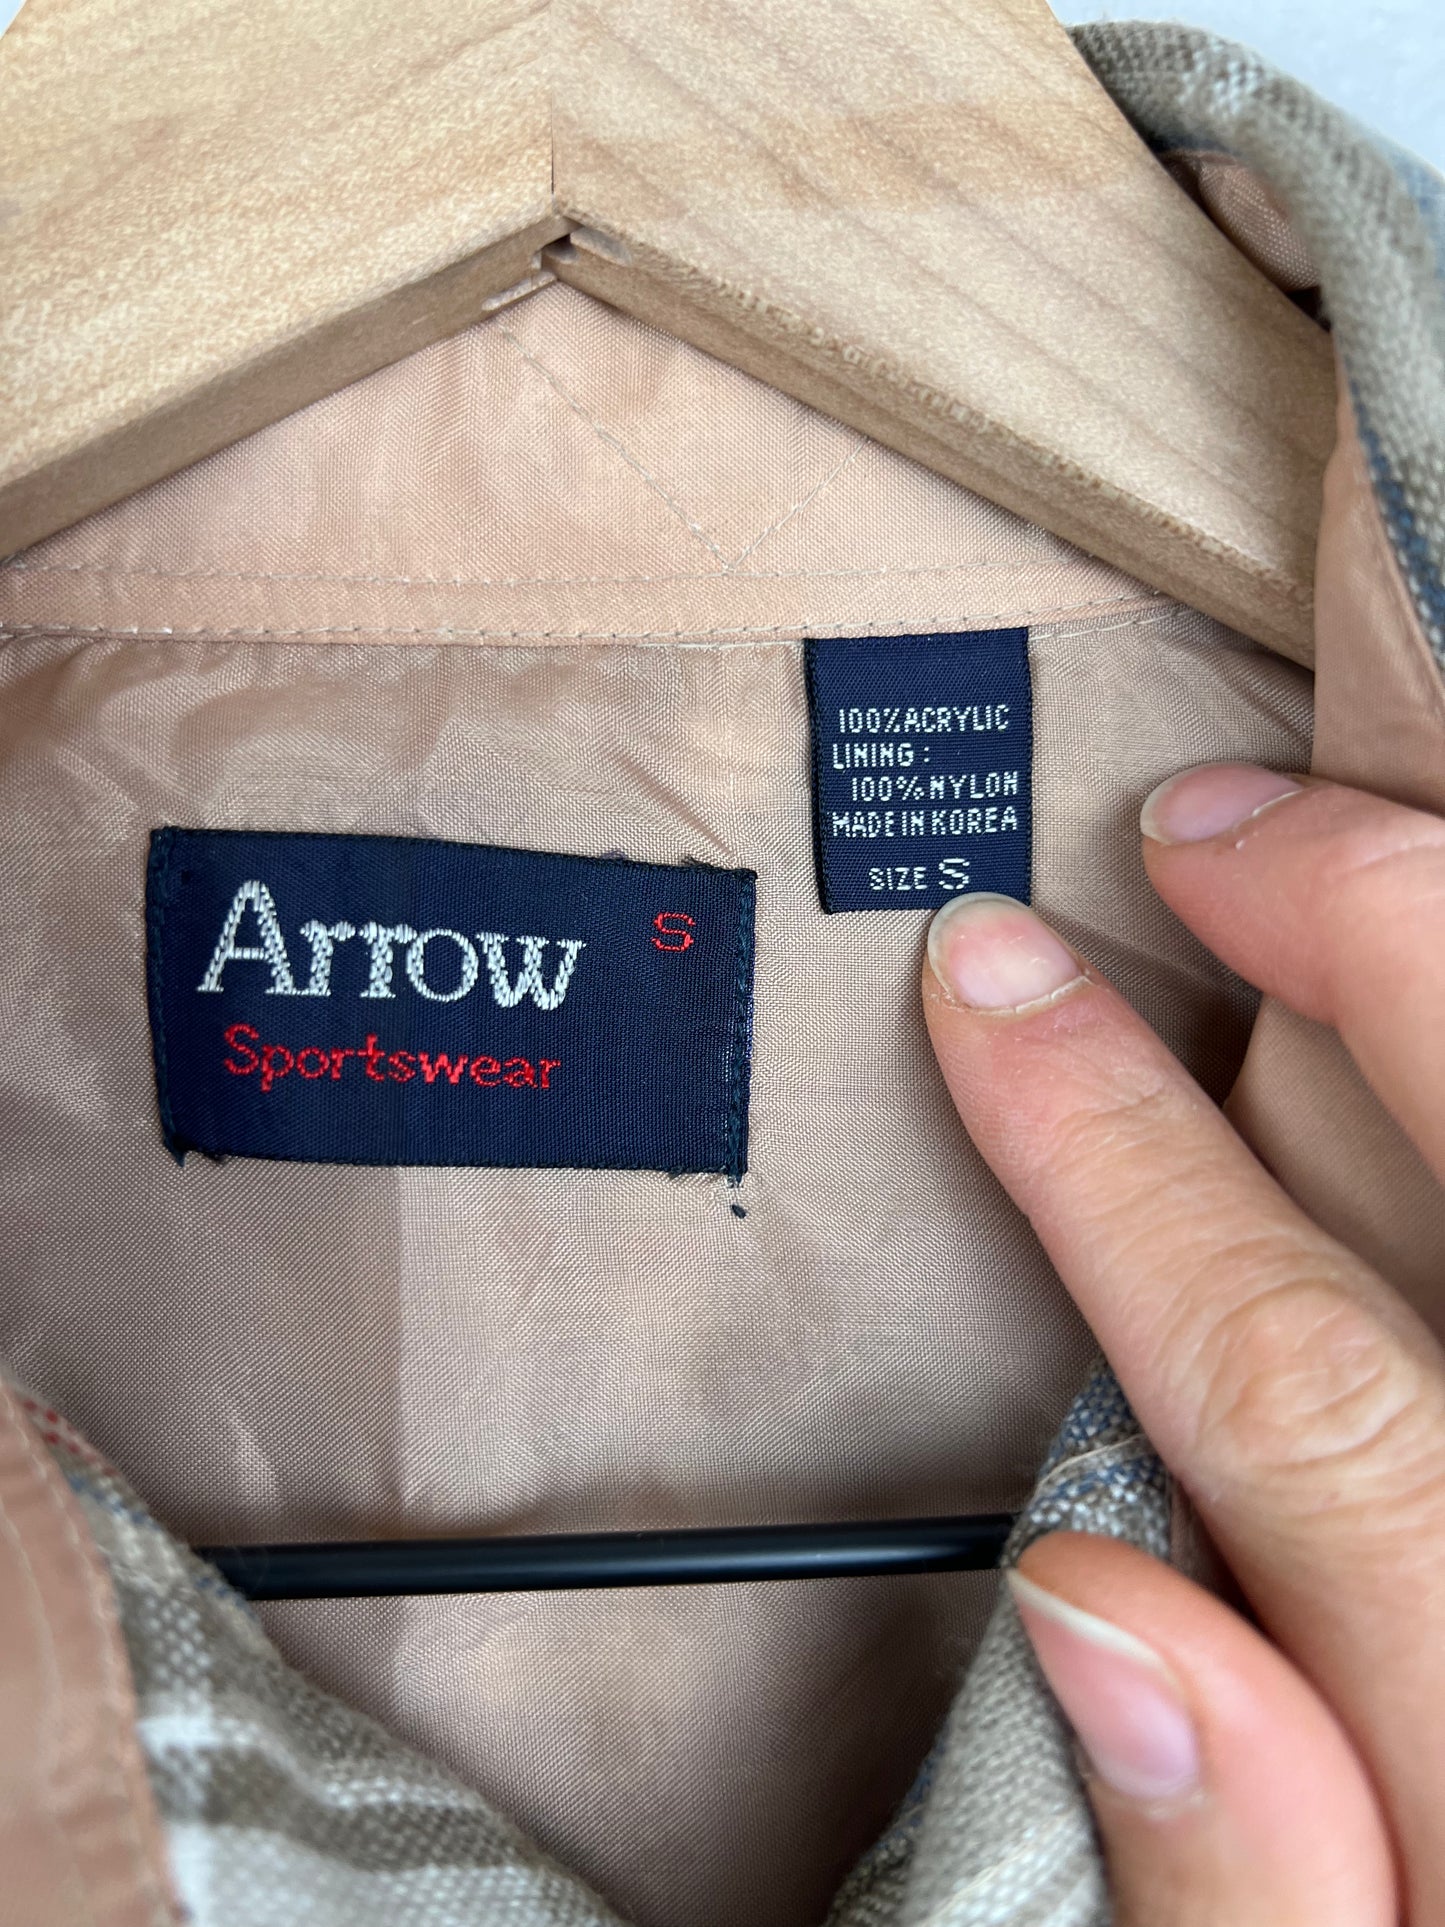 Arrow S
Sportswear
100% ACRYLIC
LINING :
100% NYLON
MADE IN KOREA
SIZE S